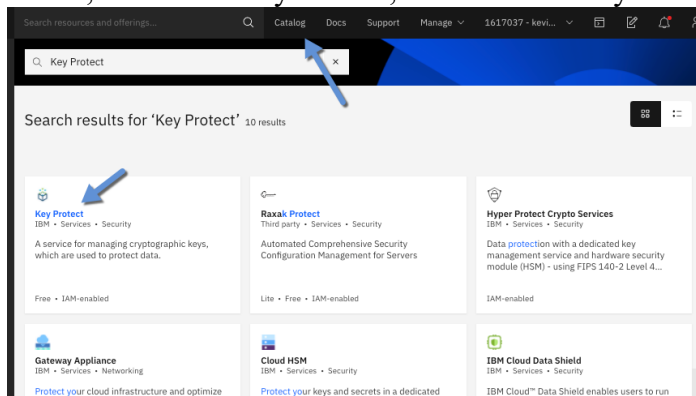 Search resources and offerings...
Catalog
Docs
Support
Manage
1617037 - kevi...
Key Protect
Search results for ‘Key Protect’ 10 results
Key Protect
IBM • Services • Security
A service for managing cryptographic keys,
which are used to protect data.
Free • IAM-enabled
Raxak Protect
Third party • Services • Security
Automated Comprehensive Security
Configuration Management for Servers
Lite • Free • IAM-enabled
Hyper Protect Crypto Services
IBM • Services • Security
Data protection with a dedicated key
management service and hardware security
module (HSM) - using FIPS 140-2 Level 4...
IAM-enabled
Gateway Appliance
IBM • Services • Networking
Protect your cloud infrastructure and optimize
Cloud HSM
IBM • Services • Security
Protect your keys and secrets in a dedicated
IBM Cloud Data Shield
IBM • Services • Security
IBM Cloud™ Data Shield enables users to run